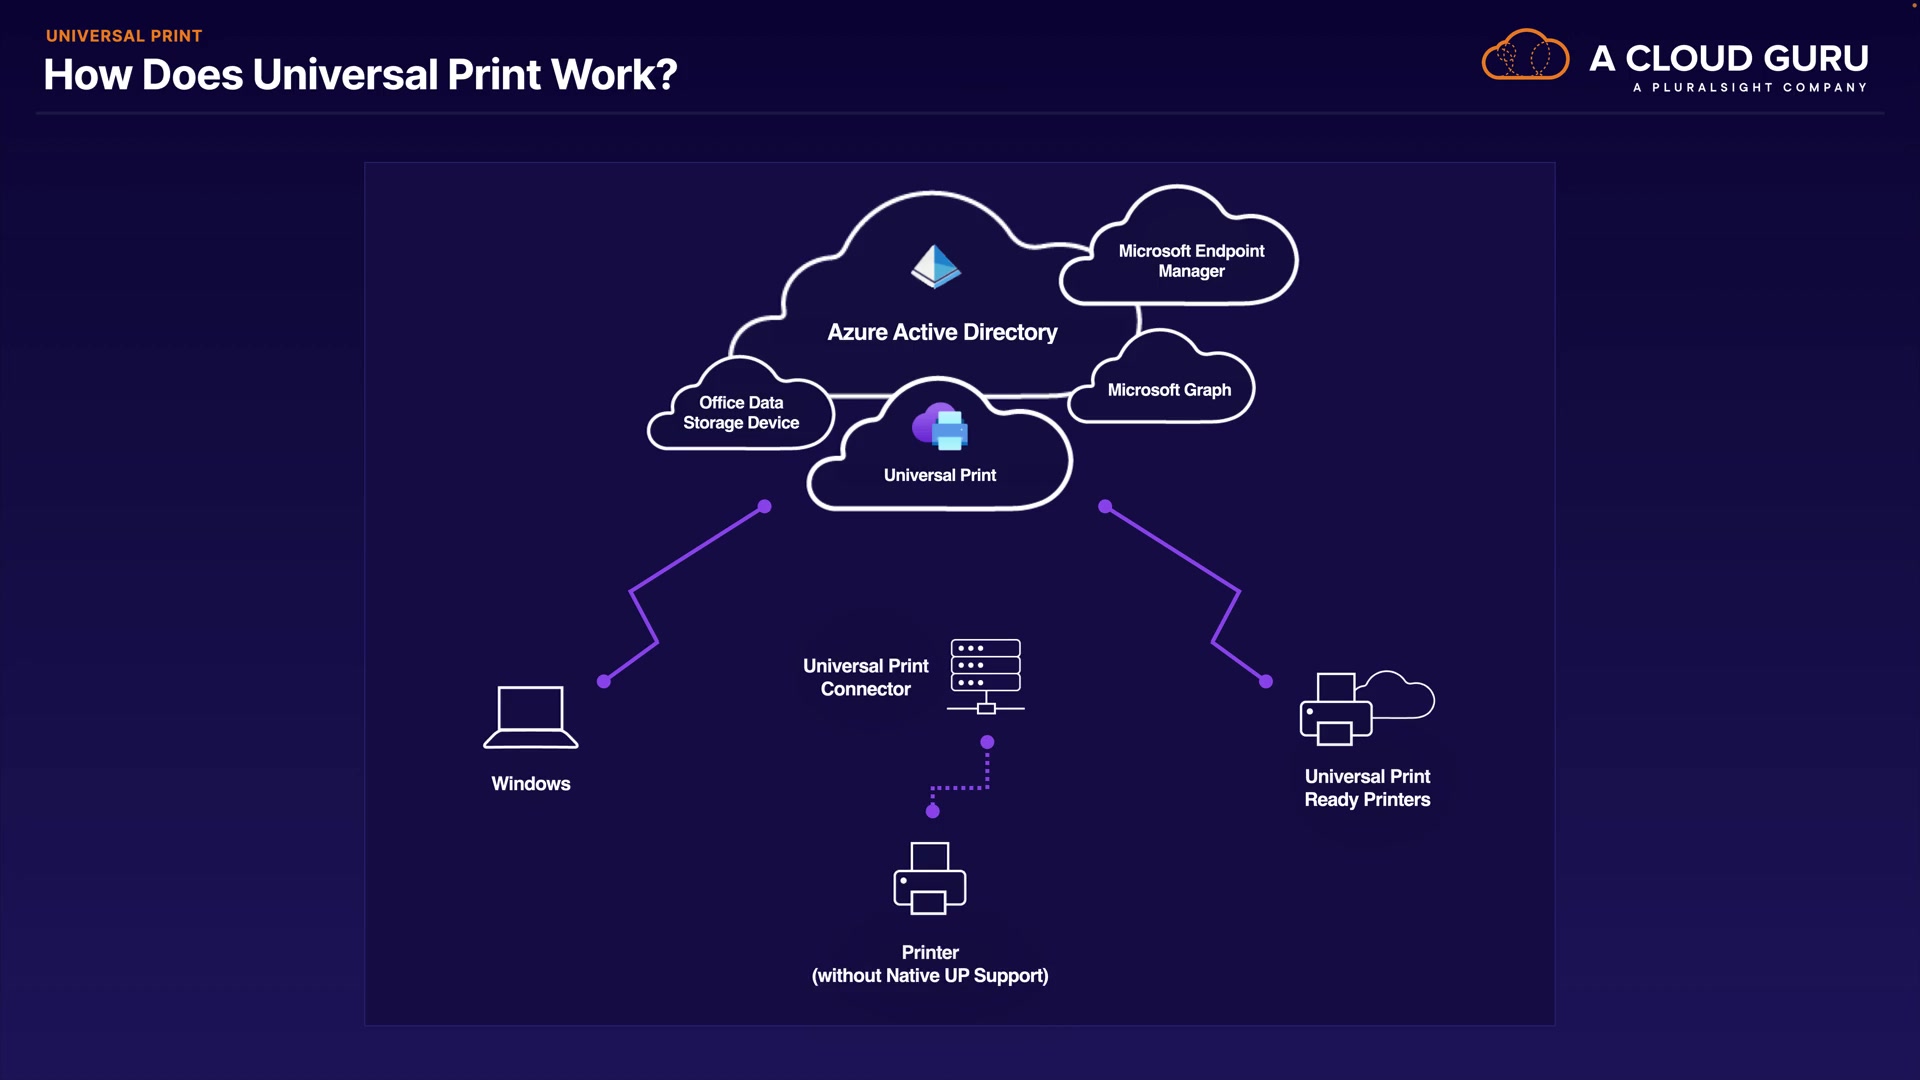 UNIVERSAL PRINT
How Does Universal Print Work?
A CLOUD GURU
A PLURALSIGHT COMPANY
Microsoft Endpoint
Manager
Azure Active Directory
Microsoft Graph
Office Data
Storage Device
Universal Print
Universal Print
Connector
Windows
Universal Print
Ready Printers
Printer
(without Native UP Support)